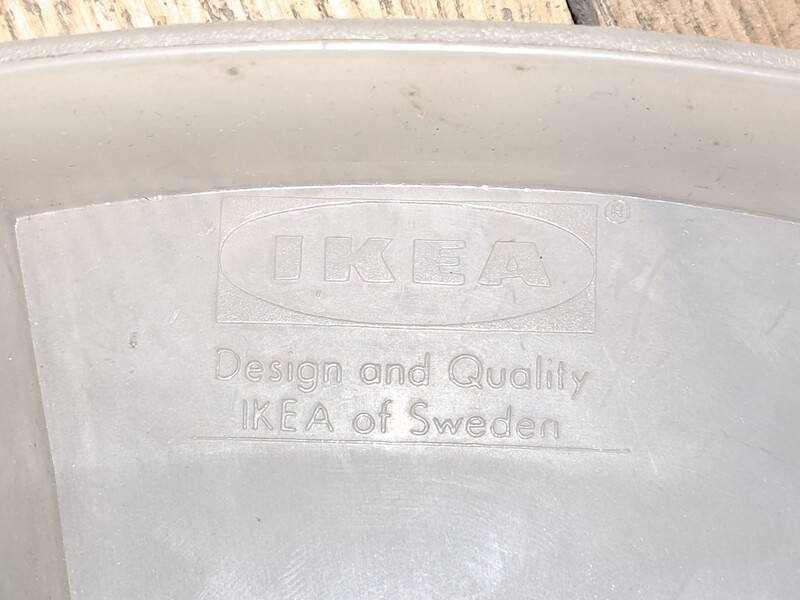 IKEA®
Design and Quality
IKEA of Sweden